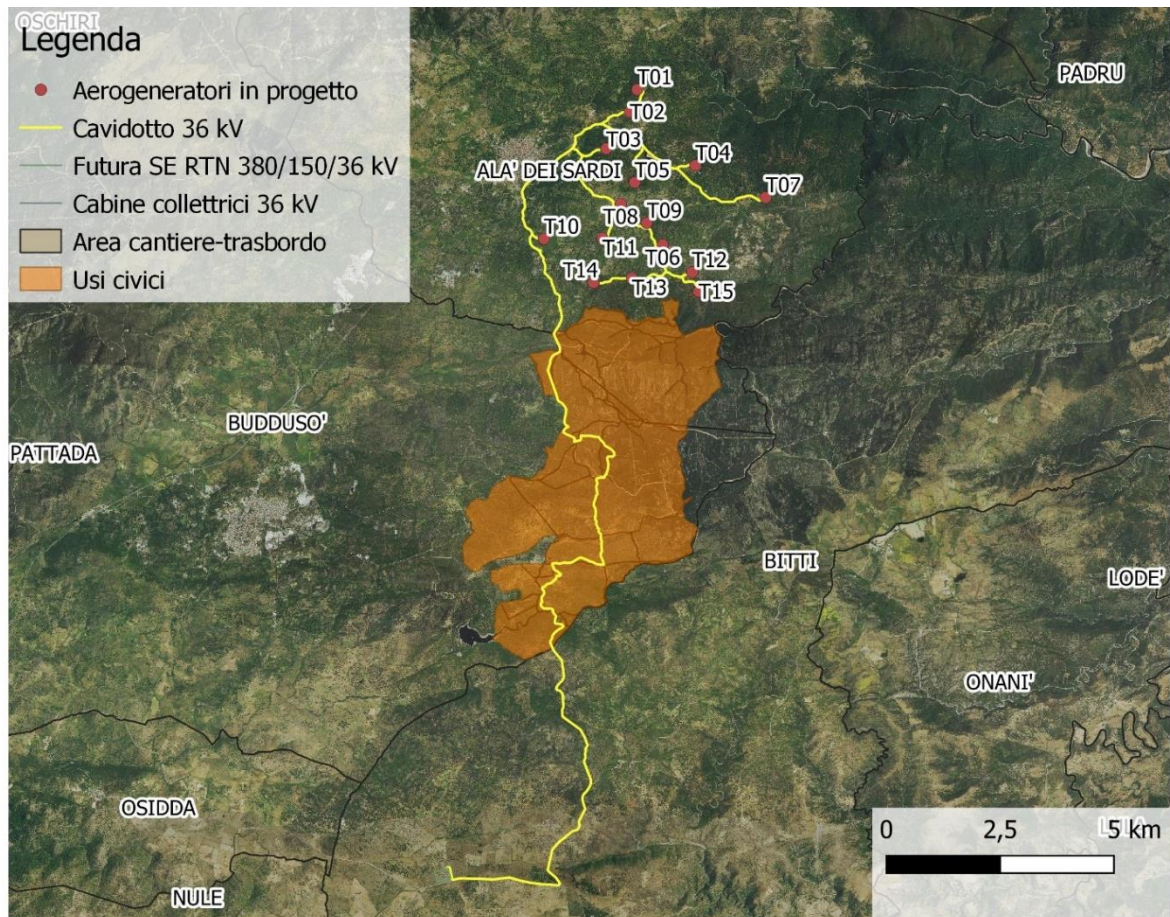 OSCHIRI
Legenda
Aerogeneratori in progetto
Cavidotto 36 kV
Futura SE RTN 380/150/36 kV
Cabine collettrici 36 kV
Area cantiere-trasbordo
Usi civici
PADRU
T01
T02
T03
T04
ALA' DEI SARDI
T05
T07
T08
T09
T10
T11
T06
T12
T14
T13
T15
BUDDUSO'
PATTADA
BITTI
LODE'
ONANI'
OSIDDA
NULE
0 2,5 5 km